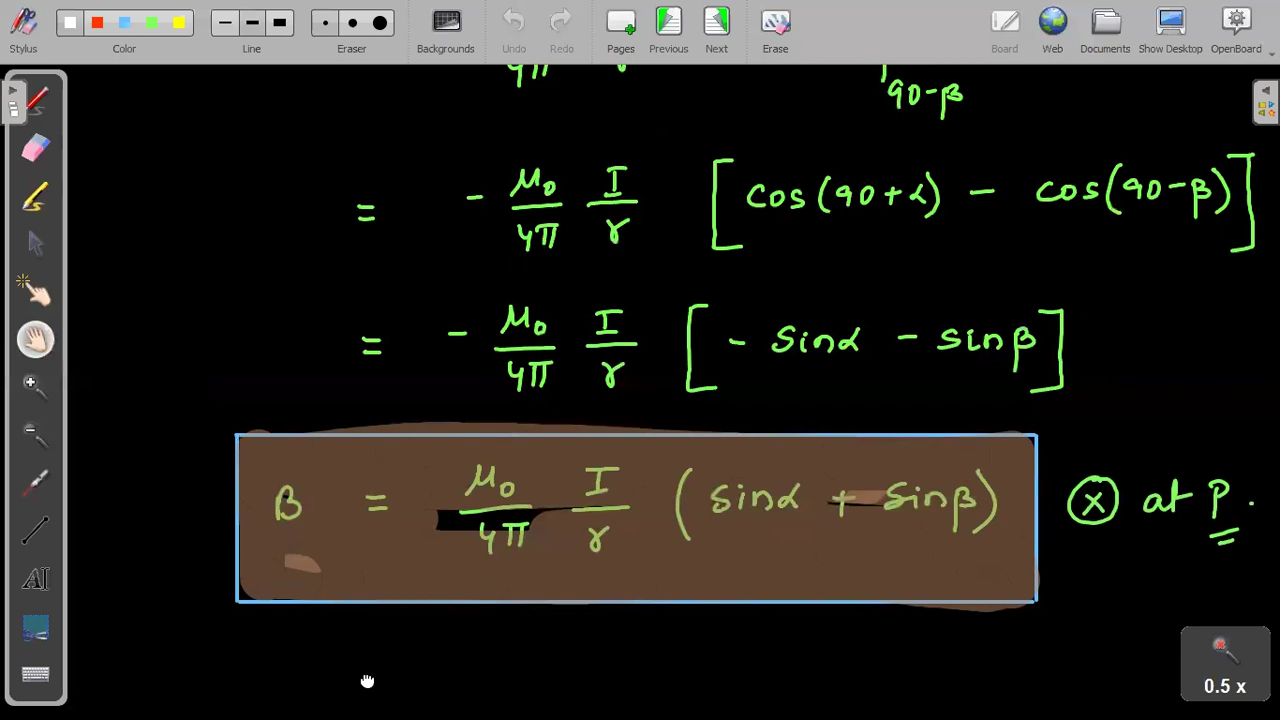 Stylus Color Line Eraser Backgrounds Undo Redo Pages Previous Next Erase Board Web Documents Show Desktop OpenBoard
4π r 90-β
= - μ₀/4π I/r [cos(90+α) - cos(90-β)]
= - μ₀/4π I/r [- sinα - sinβ]
B = μ₀/4π I/r (sinα + sinβ) ⊗ at P.
0.5 x